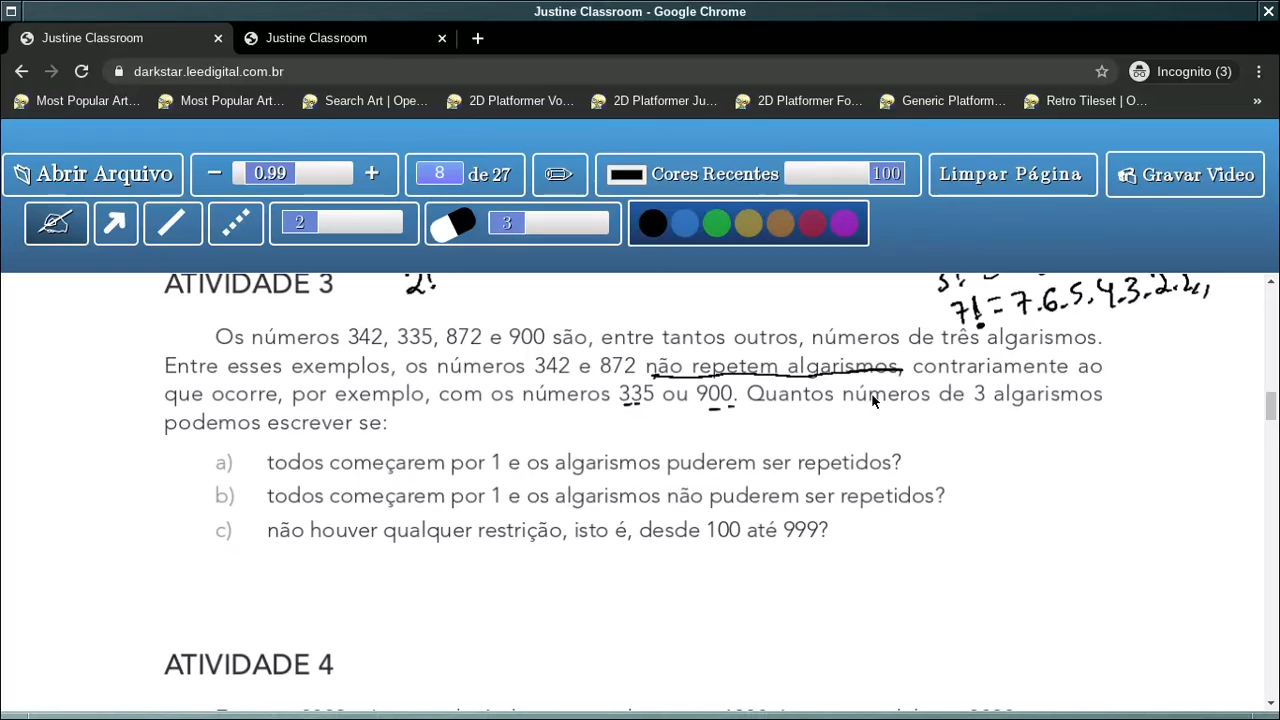 Justine Classroom - Google Chrome
Justine Classroom
Justine Classroom
darkstar.leedigital.com.br
Incognito (3)
Most Popular Art...
Most Popular Art...
Search Art | Ope...
2D Platformer Vo...
2D Platformer Ju...
2D Platformer Fo...
Generic Platform...
Retro Tileset | O...
Abrir Arquivo
− 0.99 +
8 de 27
Cores Recentes 100
Limpar Página
Gravar Video
2
3
ATIVIDADE 3
2!
7! = 7.6.5.4.3.2.1
Os números 342, 335, 872 e 900 são, entre tantos outros, números de três algarismos.
Entre esses exemplos, os números 342 e 872 não repetem algarismos, contrariamente ao
que ocorre, por exemplo, com os números 335 ou 900. Quantos números de 3 algarismos
podemos escrever se:
a) todos começarem por 1 e os algarismos puderem ser repetidos?
b) todos começarem por 1 e os algarismos não puderem ser repetidos?
c) não houver qualquer restrição, isto é, desde 100 até 999?
ATIVIDADE 4